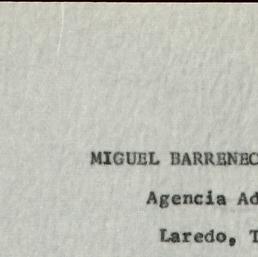 MIGUEL BARRENEC
Agencia Ad
Laredo, T